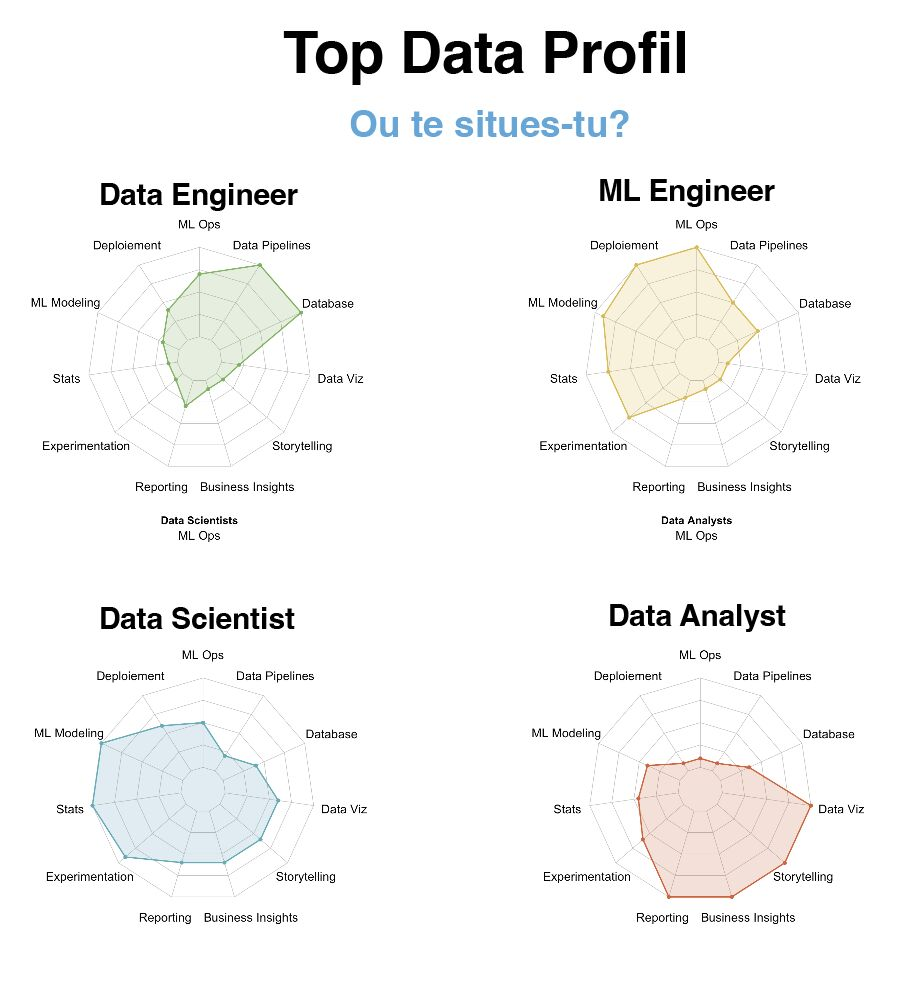 Top Data Profil
Ou te situes-tu?
Data Engineer
ML Ops
Deploiement
Data Pipelines
ML Modeling
Database
Stats
Data Viz
Experimentation
Storytelling
Reporting
Business Insights
Data Scientists
ML Ops
ML Engineer
ML Ops
Deploiement
Data Pipelines
ML Modeling
Database
Stats
Data Viz
Experimentation
Storytelling
Reporting
Business Insights
Data Analysts
ML Ops
Data Scientist
ML Ops
Deploiement
Data Pipelines
ML Modeling
Database
Stats
Data Viz
Experimentation
Storytelling
Reporting
Business Insights
Data Analyst
ML Ops
Deploiement
Data Pipelines
ML Modeling
Database
Stats
Data Viz
Experimentation
Storytelling
Reporting
Business Insights